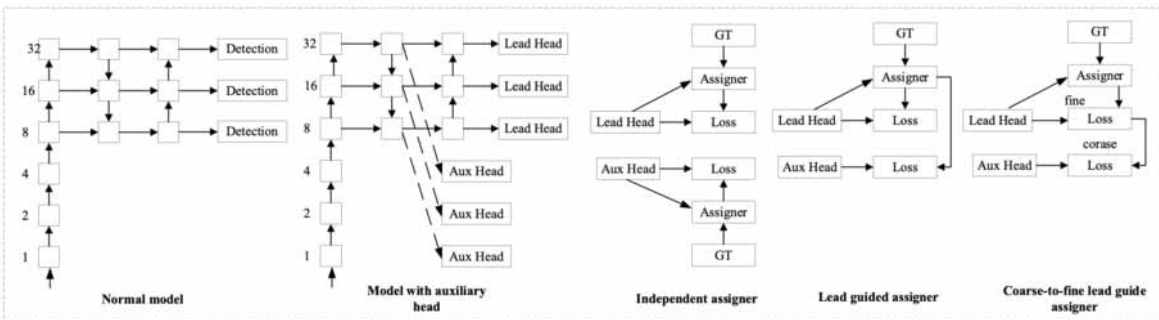 32
Detection
16
Detection
8
Detection
4
2
1
Normal model
32
Lead Head
16
Lead Head
8
Lead Head
4
Aux Head
2
Aux Head
1
Aux Head
Model with auxiliary
head
GT
Assigner
Lead Head
Loss
Aux Head
Loss
Assigner
GT
Independent assigner
GT
Assigner
Lead Head
Loss
Aux Head
Loss
Lead guided assigner
GT
Assigner
fine
Lead Head
Loss
corase
Aux Head
Loss
Coarse-to-fine lead guide
assigner